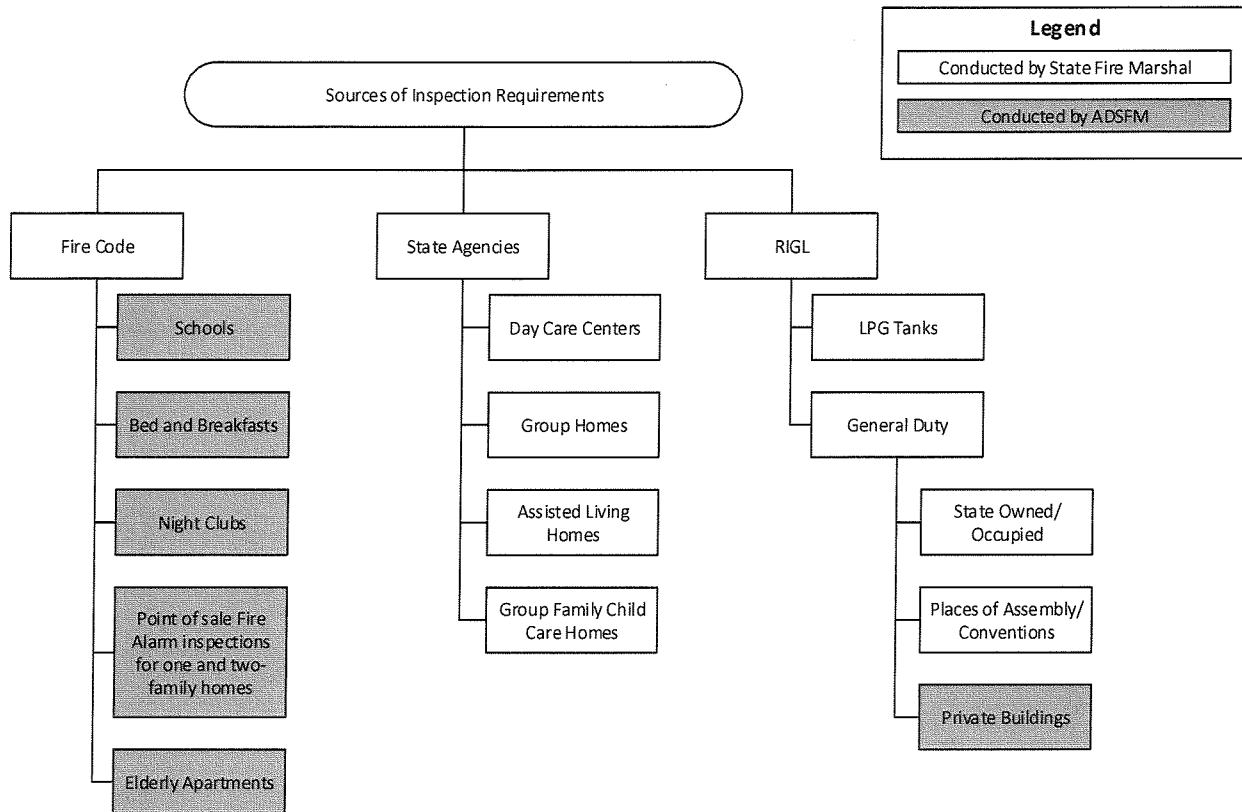 Legend
Conducted by State Fire Marshal
Conducted by ADSFM
Sources of Inspection Requirements
Fire Code
State Agencies
RIGL
Schools
Bed and Breakfasts
Night Clubs
Point of sale Fire
Alarm inspections
for one and two-
family homes
Elderly Apartments
Day Care Centers
Group Homes
Assisted Living
Homes
Group Family Child
Care Homes
LPG Tanks
General Duty
State Owned/
Occupied
Places of Assembly/
Conventions
Private Buildings